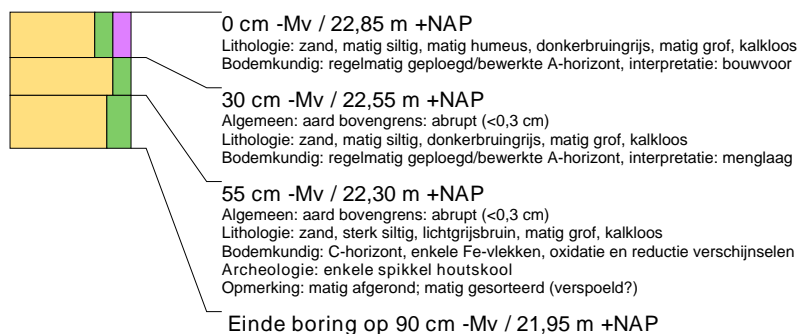 0 cm -Mv / 22,85 m +NAP
Lithologie: zand, matig siltig, matig humeus, donkerbruingrijs, matig grof, kalkloos
Bodemkundig: regelmatig geploegd/bewerkte A-horizont, interpretatie: bouwvoor
30 cm -Mv / 22,55 m +NAP
Algemeen: aard bovengrens: abrupt (<0,3 cm)
Lithologie: zand, matig siltig, donkerbruingrijs, matig grof, kalkloos
Bodemkundig: regelmatig geploegd/bewerkte A-horizont, interpretatie: menglaag
55 cm -Mv / 22,30 m +NAP
Algemeen: aard bovengrens: abrupt (<0,3 cm)
Lithologie: zand, sterk siltig, lichtgrijsbruin, matig grof, kalkloos
Bodemkundig: C-horizont, enkele Fe-vlekken, oxidatie en reductie verschijnselen
Archeologie: enkele spikkel houtskool
Opmerking: matig afgerond; matig gesorteerd (verspoeld?)
Einde boring op 90 cm -Mv / 21,95 m +NAP